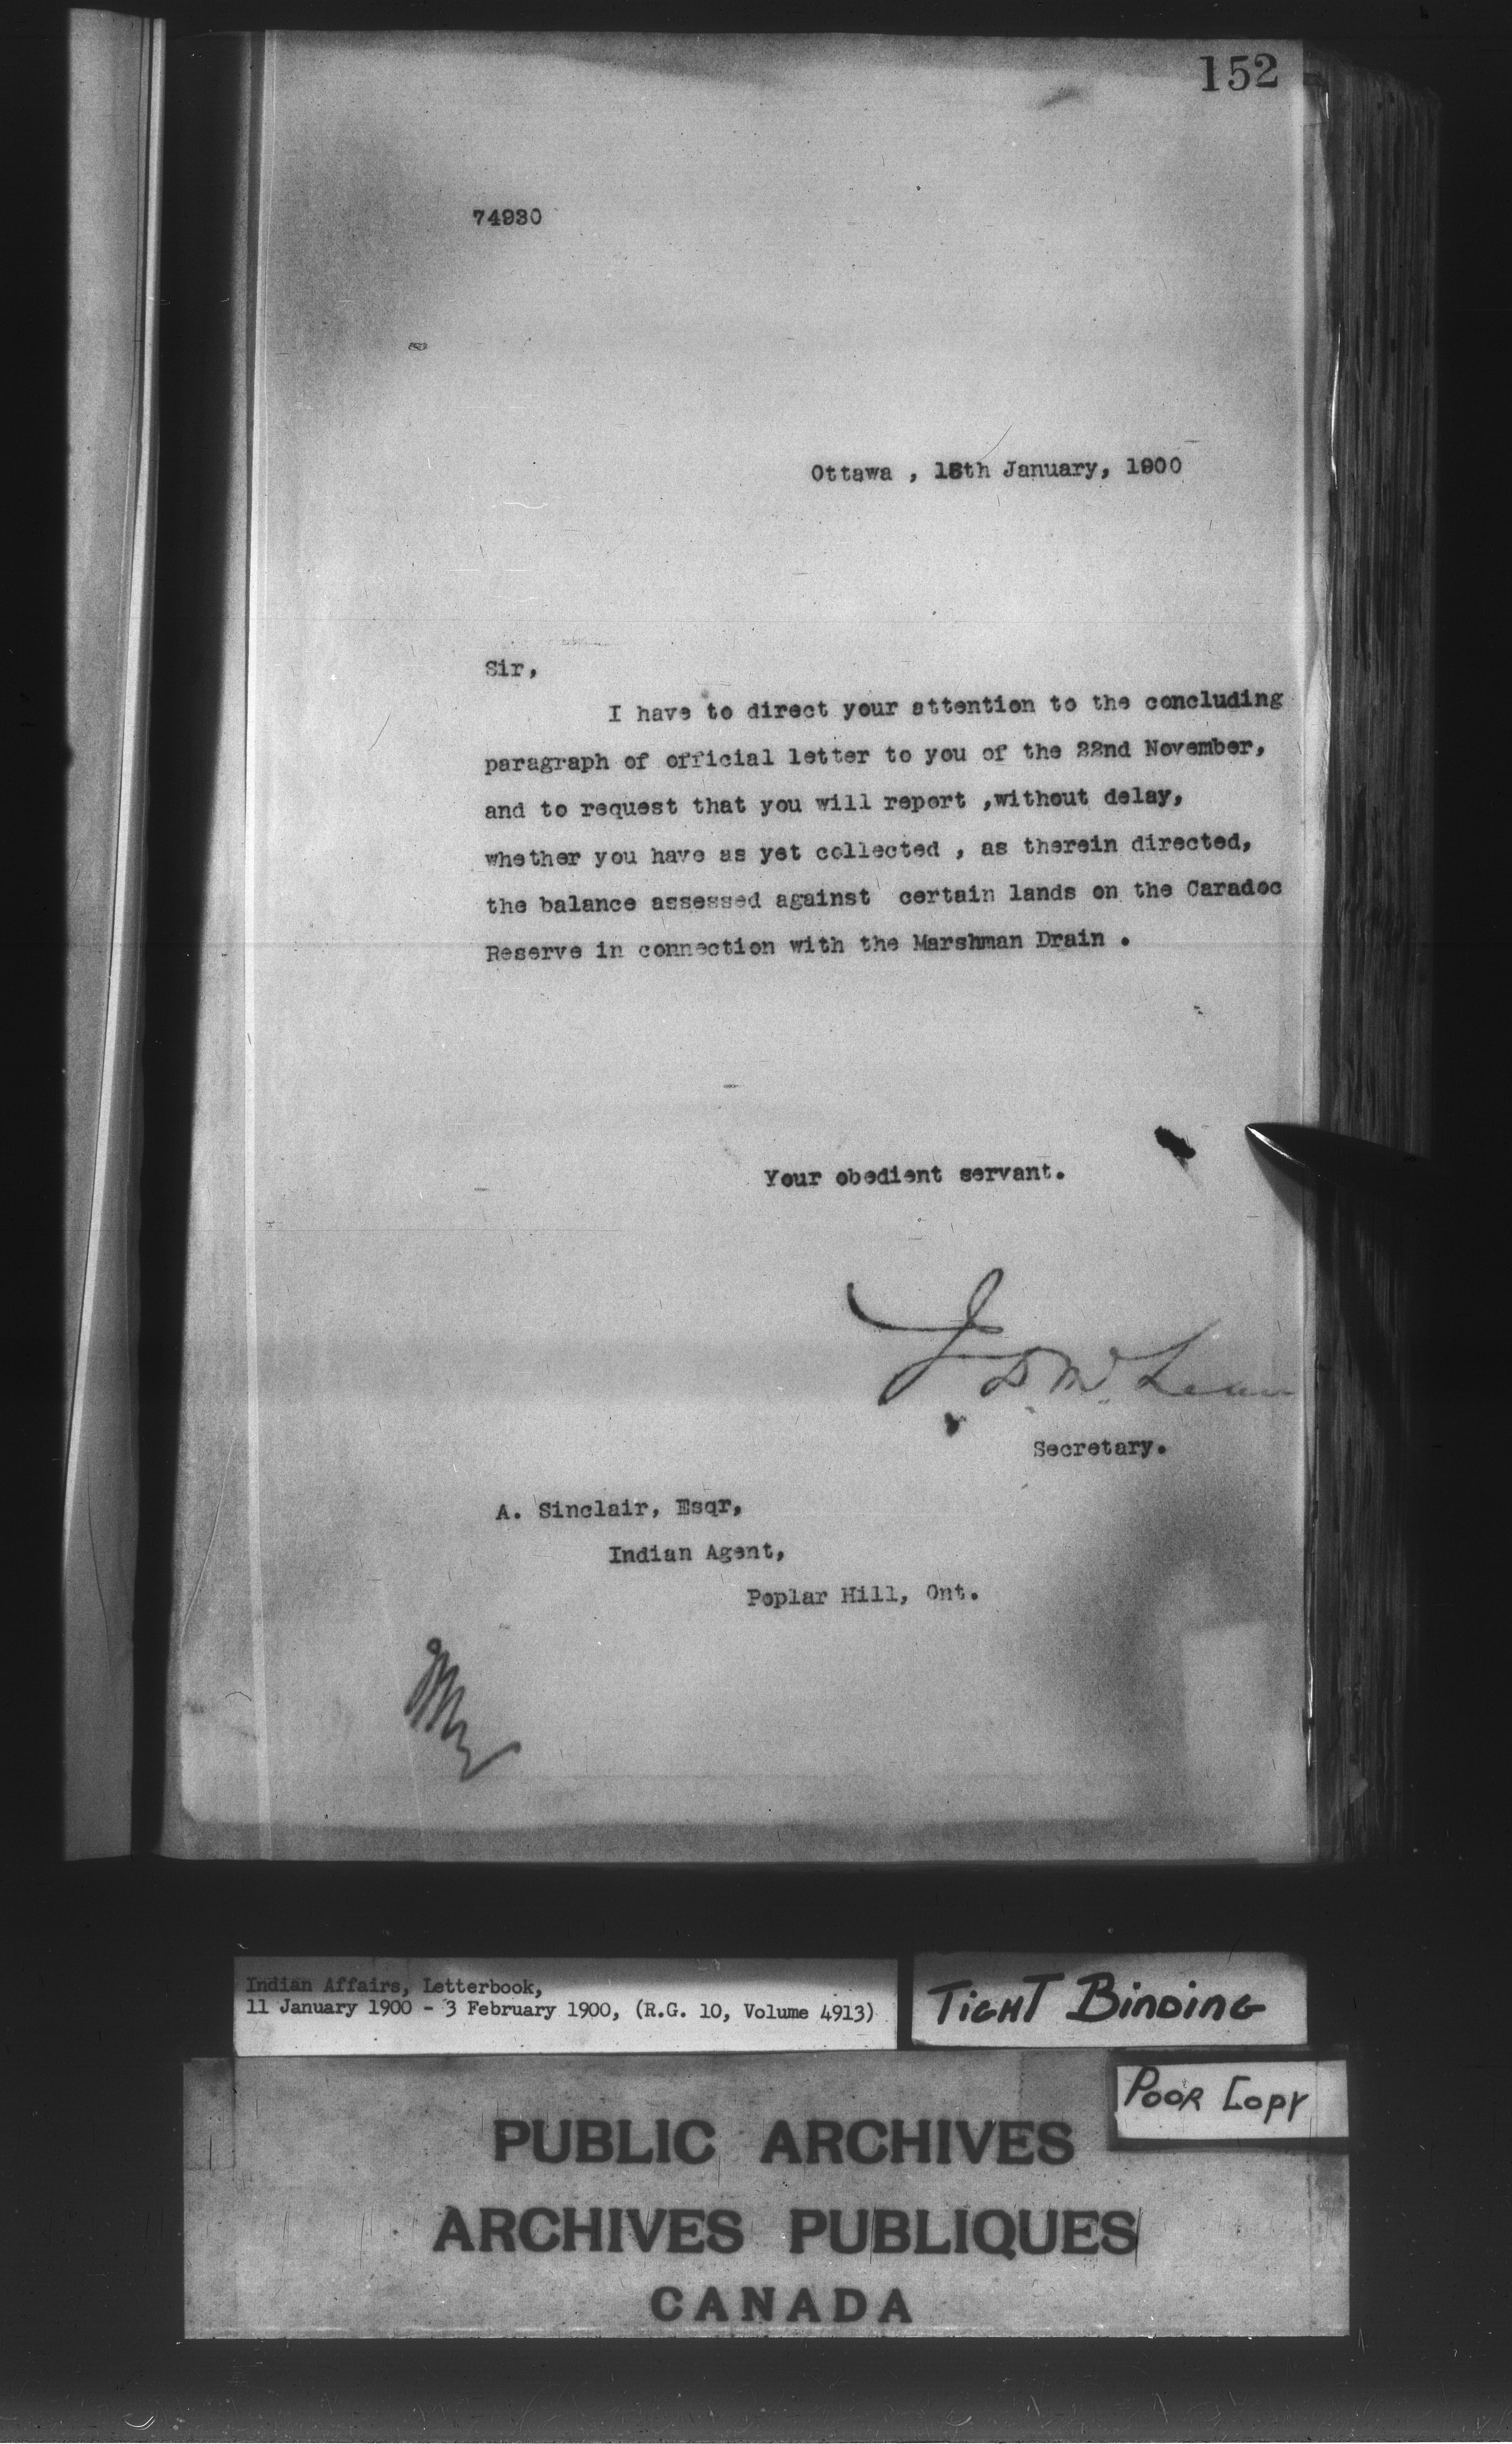 152
74930
Ottawa , 18th January, 1900
Sir,
I have to direct your attention to the concluding
paragraph of official letter to you of the 22nd November,
and to request that you will report ,without delay,
whether you have as yet collected , as therein directed,
the balance assessed against certain lands on the Caradoc
Reserve in connection with the Marshman Drain .
Your obedient servant.
J D Mc Lean
Secretary.
A. Sinclair, Esqr,
Indian Agent,
Poplar Hill, Ont.
Indian Affairs, Letterbook,
11 January 1900 - 3 February 1900, (R.G. 10, Volume 4913)
TIGHT BINDING
POOR COPY
PUBLIC ARCHIVES
ARCHIVES PUBLIQUES
CANADA